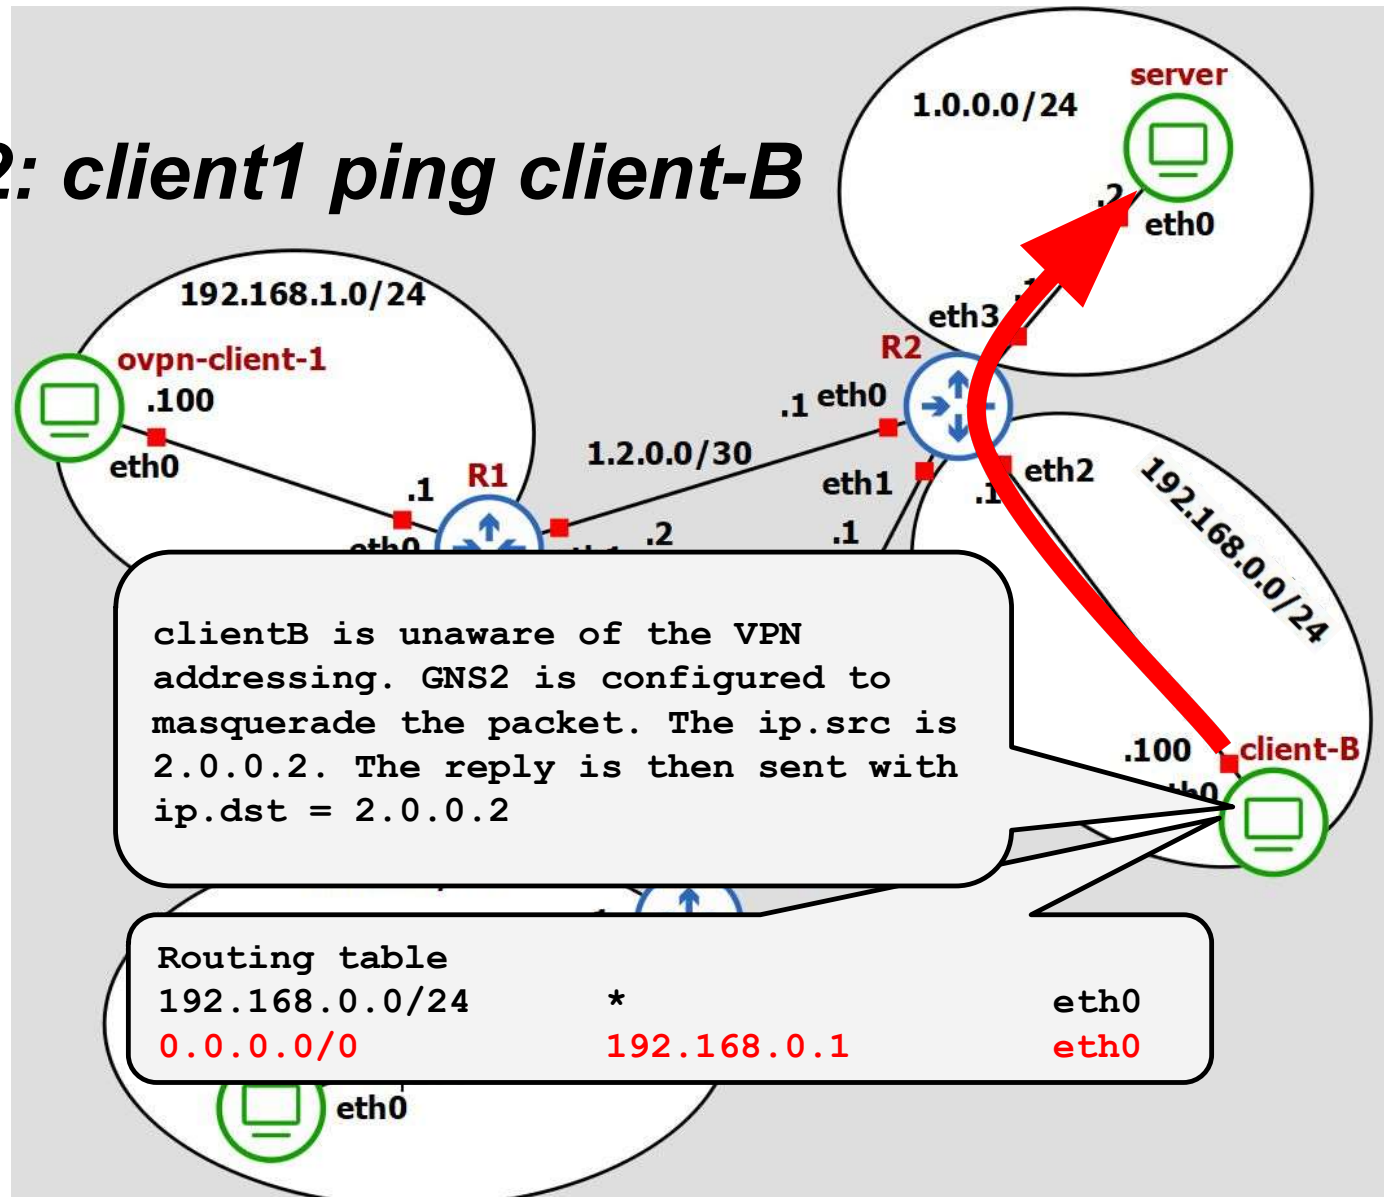 2: client1 ping client-B
server
1.0.0.0/24
.2
eth0
192.168.1.0/24
.1
eth3
R2
ovpn-client-1
.100
eth0
.1 eth0
1.2.0.0/30
R1
.1
eth0
.2
eth1
.1
eth2
.1
192.168.0.0/24
clientB is unaware of the VPN
addressing. GNS2 is configured to
masquerade the packet. The ip.src is
2.0.0.2. The reply is then sent with
ip.dst = 2.0.0.2
.100
client-B
Routing table
192.168.0.0/24 * eth0
0.0.0.0/0 192.168.0.1 eth0
eth0